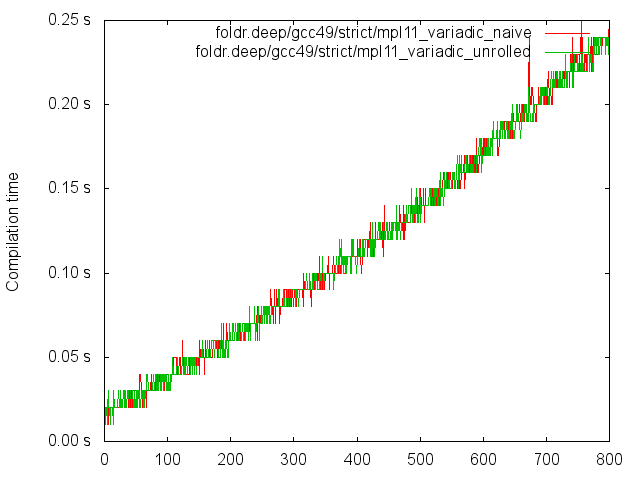 0.25 s
foldr.deep/gcc49/strict/mpl11_variadic_naive
foldr.deep/gcc49/strict/mpl11_variadic_unrolled
0.20 s
0.15 s
Compilation time
0.10 s
0.05 s
0.00 s
0 100 200 300 400 500 600 700 800